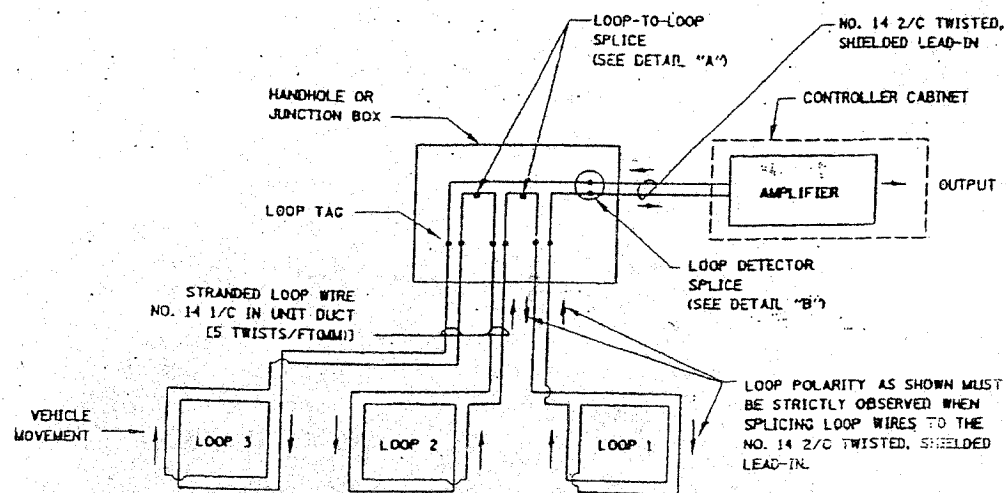 LOOP-TO-LOOP
SPLICE
(SEE DETAIL "A")
NO. 14 2/C TWISTED,
SHIELDED LEAD-IN
HANDHOLE OR
JUNCTION BOX
CONTROLLER CABINET
AMPLIFIER
OUTPUT
LOOP TAG
LOOP DETECTOR
SPLICE
(SEE DETAIL "B")
STRANDED LOOP WIRE
NO. 14 1/C IN UNIT DUCT
[5 TWISTS/FT(MM)]
LOOP POLARITY AS SHOWN MUST
BE STRICTLY OBSERVED WHEN
SPLICING LOOP WIRES TO THE
NO. 14 2/C TWISTED, SHIELDED
LEAD-IN.
VEHICLE
MOVEMENT
LOOP 3
LOOP 2
LOOP 1